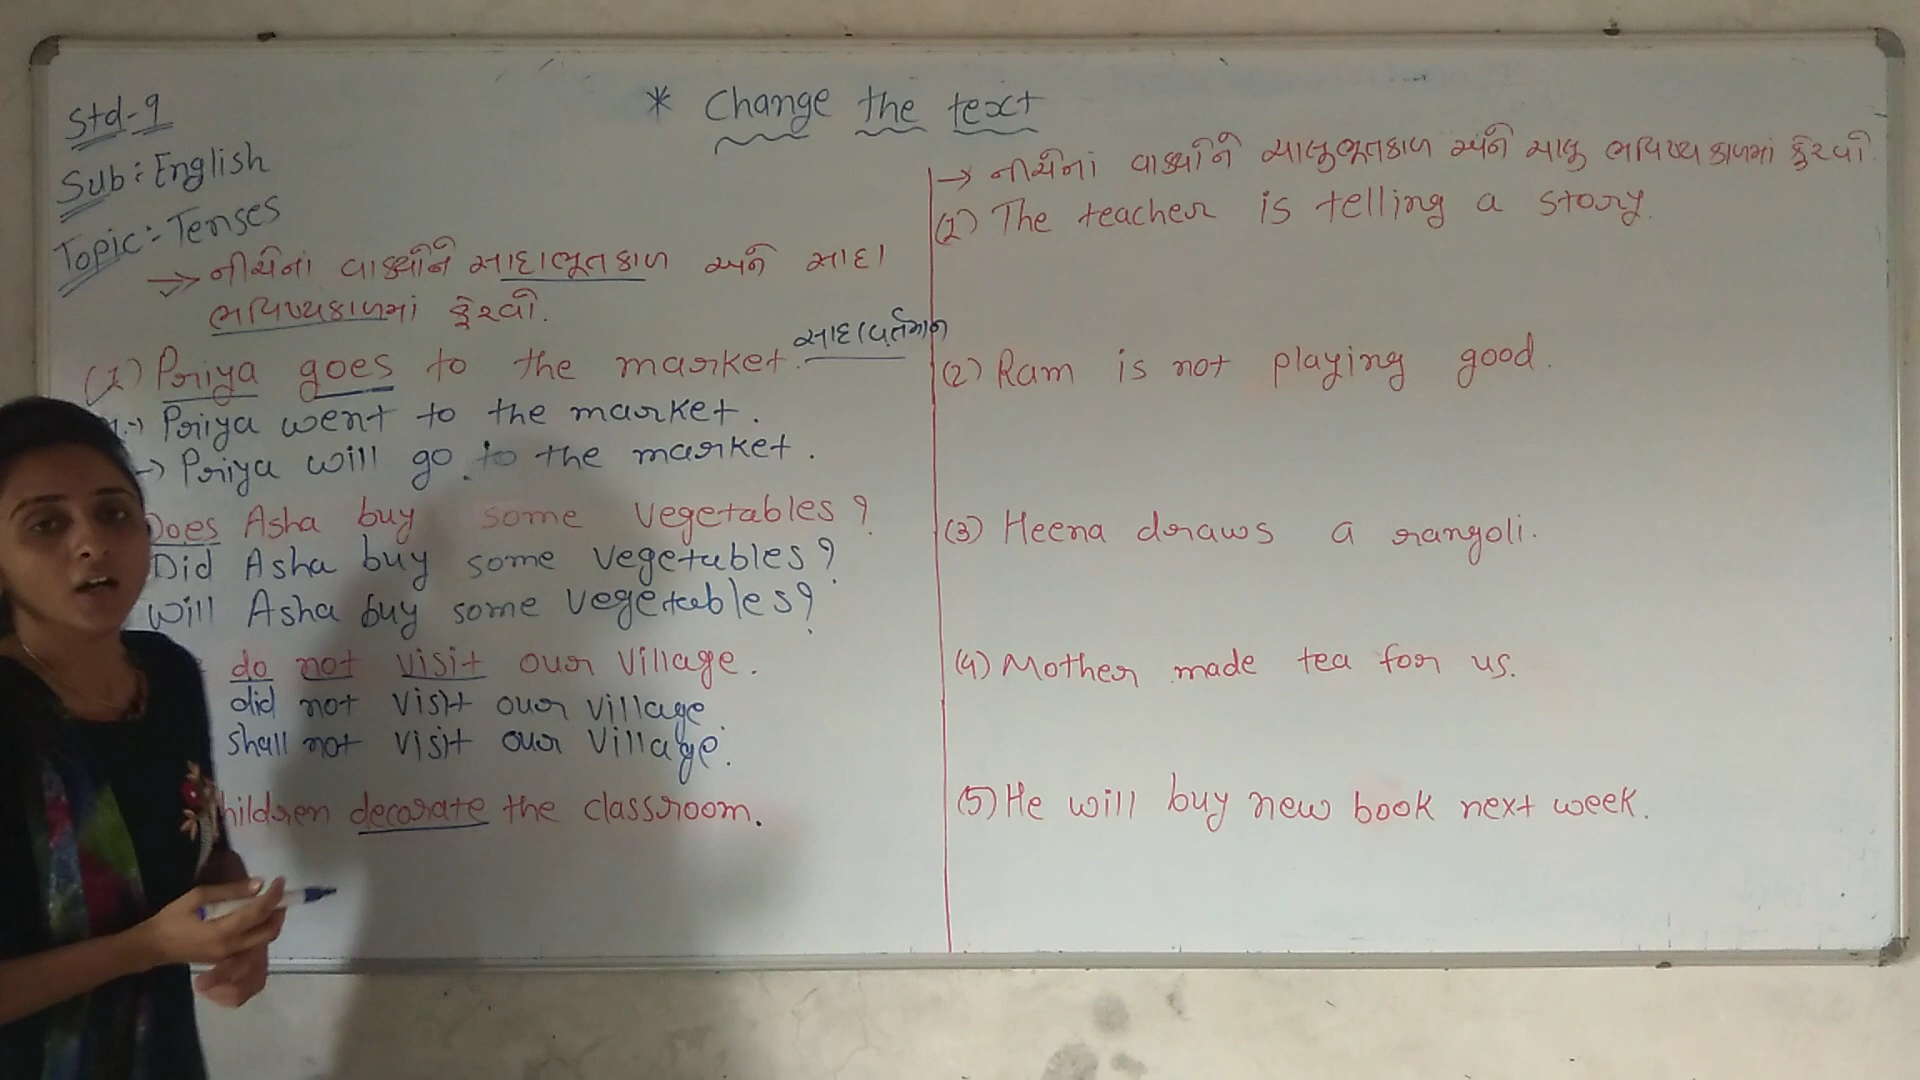 Std-9
Sub:English
Topic:-Tenses
* Change the text
→ નીચેનાં વાક્યોને સાદાભૂતકાળ અને સાદા
ભવિષ્યકાળમાં ફેરવો.
સાદાવર્તમાન
(1) Priya goes to the market.
→ Priya went to the market.
→ Priya will go to the market.
Does Asha buy some vegetables?
Did Asha buy some vegetables?
Will Asha buy some vegetables?
do not visit our village.
did not visit our village.
shall not visit our village.
hildren decorate the classroom.
→ નીચેનાં વાક્યોને ચાલુભૂતકાળ અને ચાલુ ભવિષ્યકાળમાં ફેરવો
(1) The teacher is telling a story.
(2) Ram is not playing good.
(3) Heena draws a rangoli.
(4) Mother made tea for us.
(5) He will buy new book next week.